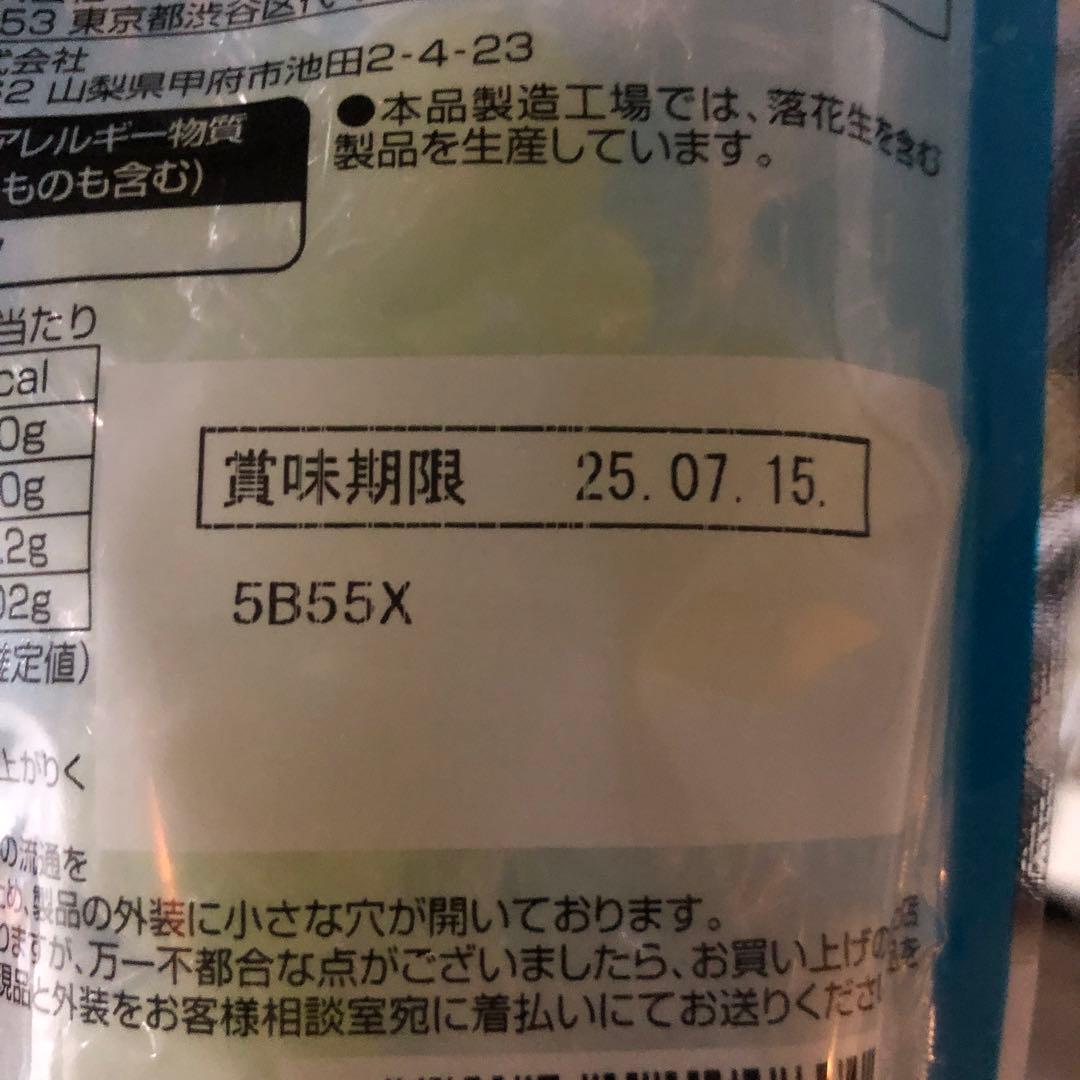 53 東京都渋谷区代
式会社
62 山梨県甲府市池田2-4-23
アレルギー物質
ものも含む)
●本品製造工場では、落花生を含む
製品を生産しています。
当たり
cal
0g
0g
.2g
02g
推定値)
賞味期限 25.07.15.
5B55X
上がりく
の流通を
ため、製品の外装に小さな穴が開いております。
りますが、万一不都合な点がございましたら、お買い上げの店
現品と外装をお客様相談室宛に着払いにてお送りくださ